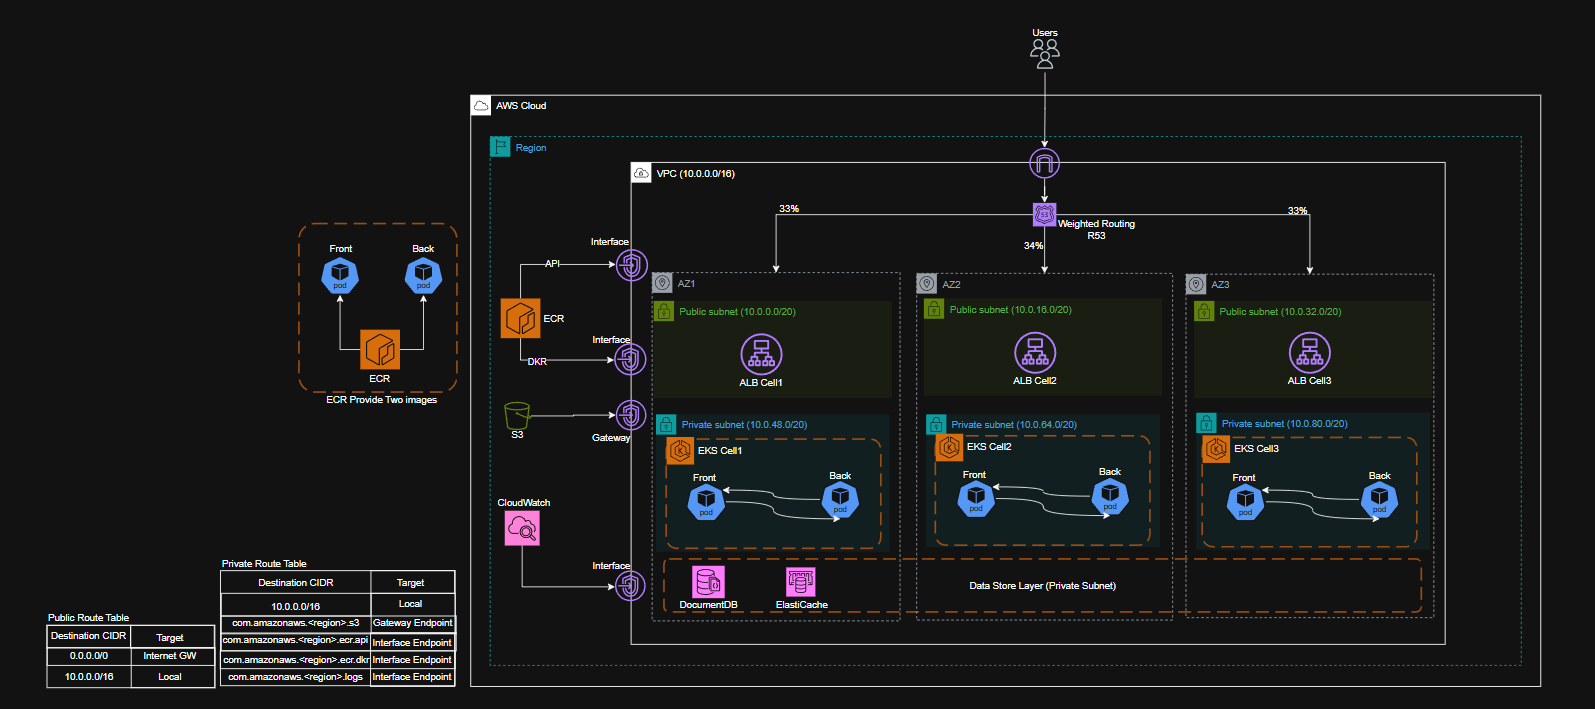 Users
AWS Cloud
Region
VPC (10.0.0.0/16)
53
Weighted Routing
R53
33%
34%
33%
Front
Back
pod
pod
ECR
ECR Provide Two images
Interface
API
ECR
Interface
DKR
S3
Gateway
CloudWatch
Interface
AZ1
Public subnet (10.0.0.0/20)
ALB Cell1
Private subnet (10.0.48.0/20)
EKS Cell1
Front
Back
pod
pod
AZ2
Public subnet (10.0.16.0/20)
ALB Cell2
Private subnet (10.0.64.0/20)
EKS Cell2
Front
Back
pod
pod
AZ3
Public subnet (10.0.32.0/20)
ALB Cell3
Private subnet (10.0.80.0/20)
EKS Cell3
Front
Back
pod
pod
DocumentDB
ElastiCache
Data Store Layer (Private Subnet)
Private Route Table
Destination CIDR Target
10.0.0.0/16 Local
com.amazonaws.<region>.s3 Gateway Endpoint
com.amazonaws.<region>.ecr.api Interface Endpoint
com.amazonaws.<region>.ecr.dkr Interface Endpoint
com.amazonaws.<region>.logs Interface Endpoint
Public Route Table
Destination CIDR Target
0.0.0.0/0 Internet GW
10.0.0.0/16 Local